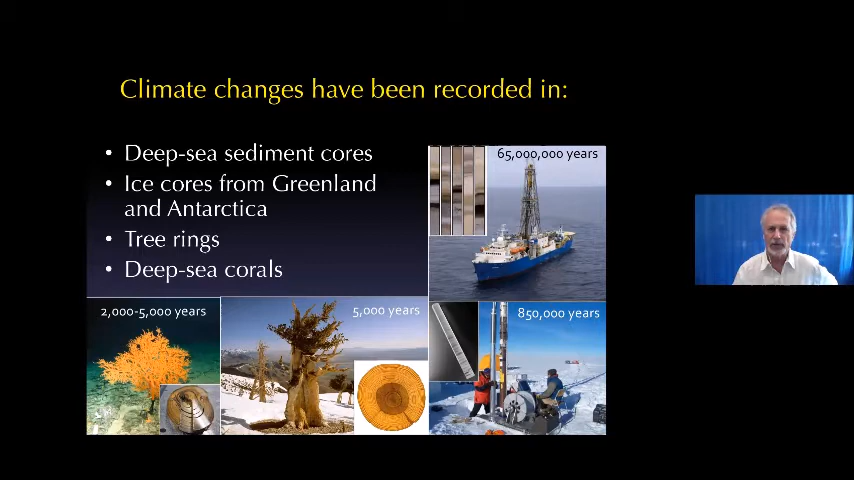 Climate changes have been recorded in:
• Deep-sea sediment cores
• Ice cores from Greenland
and Antarctica
• Tree rings
• Deep-sea corals
65,000,000 years
2,000-5,000 years
5,000 years
850,000 years